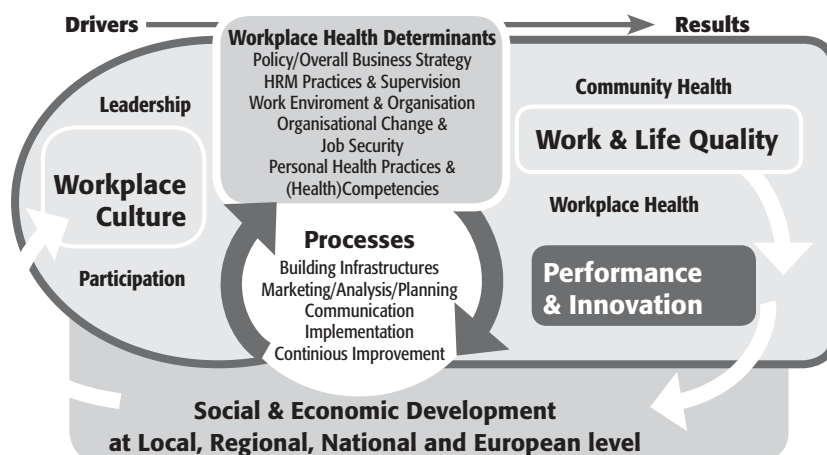 Drivers
Results
Workplace Health Determinants
Policy/Overall Business Strategy
HRM Practices & Supervision
Work Enviroment & Organisation
Organisational Change &
Job Security
Personal Health Practices &
(Health)Competencies
Leadership
Workplace
Culture
Participation
Processes
Building Infrastructures
Marketing/Analysis/Planning
Communication
Implementation
Continious Improvement
Community Health
Work & Life Quality
Workplace Health
Performance
& Innovation
Social & Economic Development
at Local, Regional, National and European level